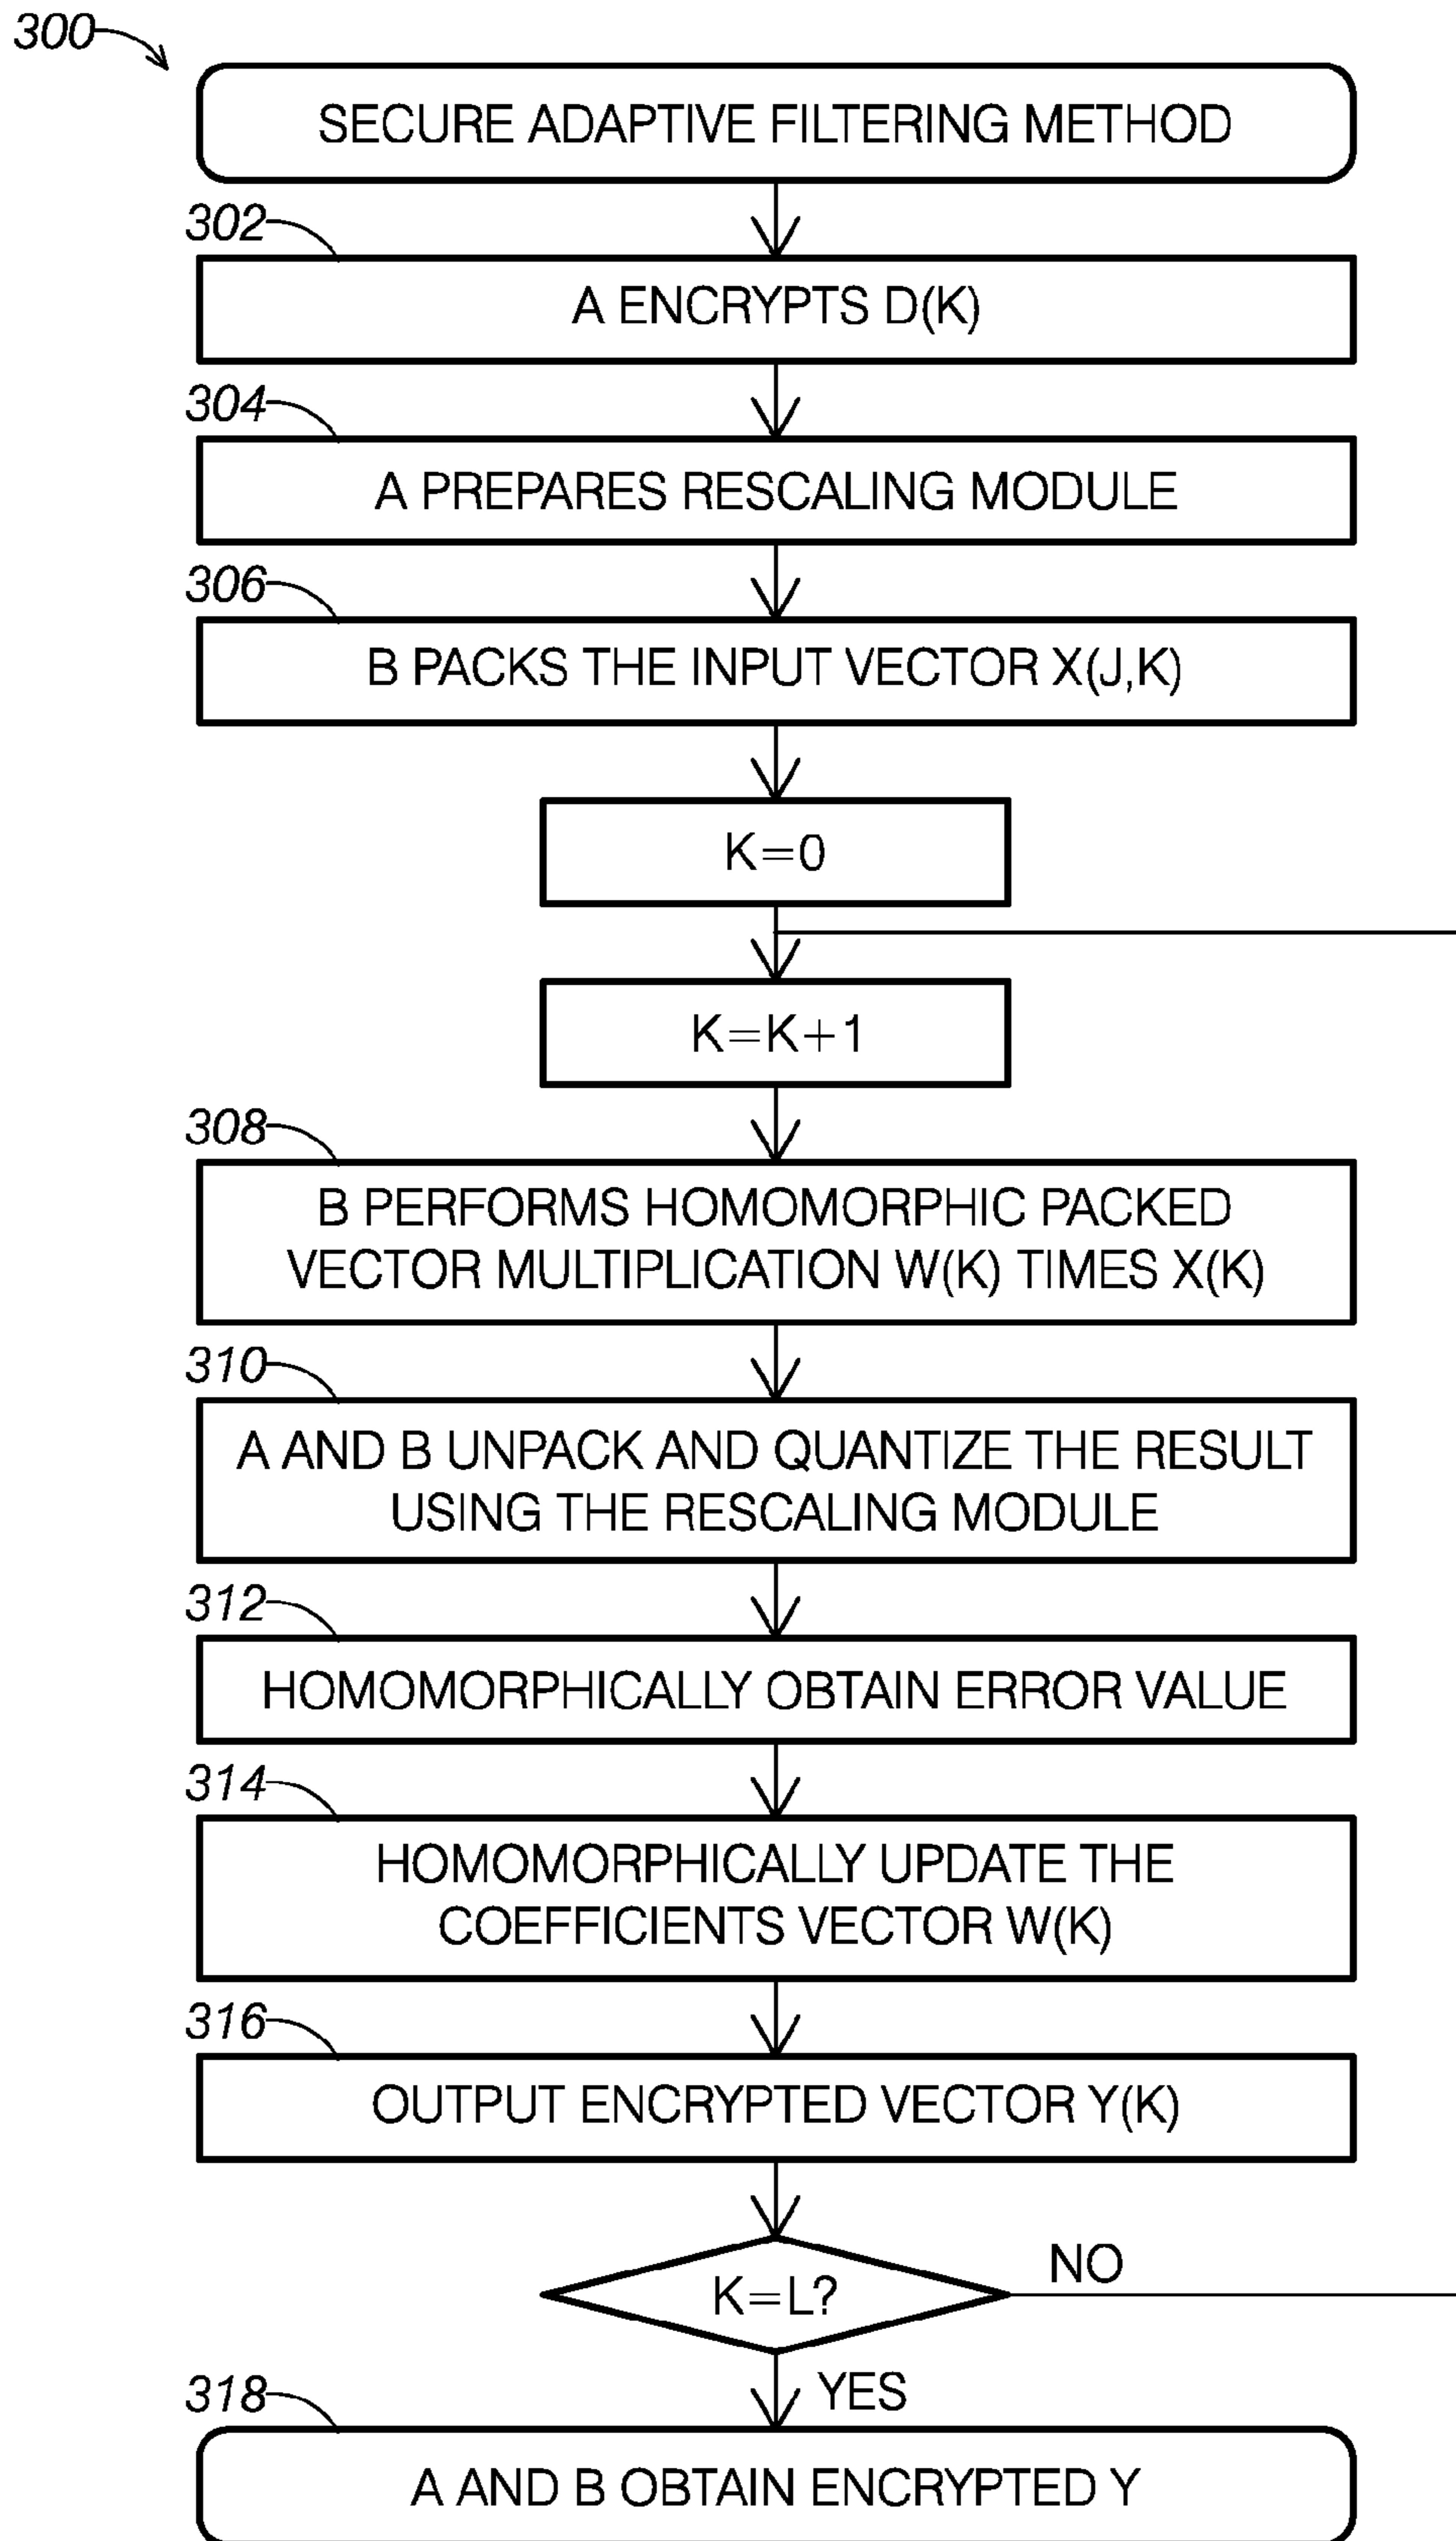 300
SECURE ADAPTIVE FILTERING METHOD
302
A ENCRYPTS D(K)
304
A PREPARES RESCALING MODULE
306
B PACKS THE INPUT VECTOR X(J,K)
K=0
K=K+1
308
B PERFORMS HOMOMORPHIC PACKED
VECTOR MULTIPLICATION W(K) TIMES X(K)
310
A AND B UNPACK AND QUANTIZE THE RESULT
USING THE RESCALING MODULE
312
HOMOMORPHICALLY OBTAIN ERROR VALUE
314
HOMOMORPHICALLY UPDATE THE
COEFFICIENTS VECTOR W(K)
316
OUTPUT ENCRYPTED VECTOR Y(K)
K=L?
NO
YES
318
A AND B OBTAIN ENCRYPTED Y